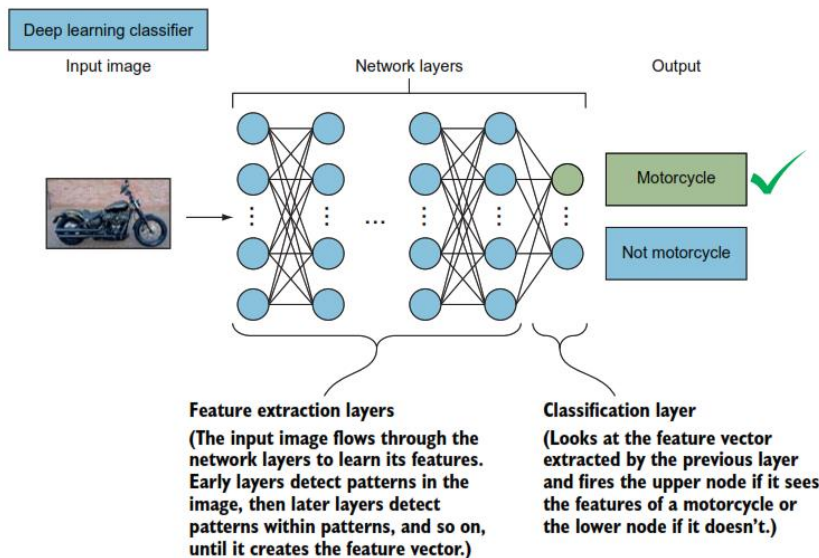 Deep learning classifier
Input image
Network layers
Output
Motorcycle
Not motorcycle
Feature extraction layers
(The input image flows through the
network layers to learn its features.
Early layers detect patterns in the
image, then later layers detect
patterns within patterns, and so on,
until it creates the feature vector.)
Classification layer
(Looks at the feature vector
extracted by the previous layer
and fires the upper node if it sees
the features of a motorcycle or
the lower node if it doesn't.)